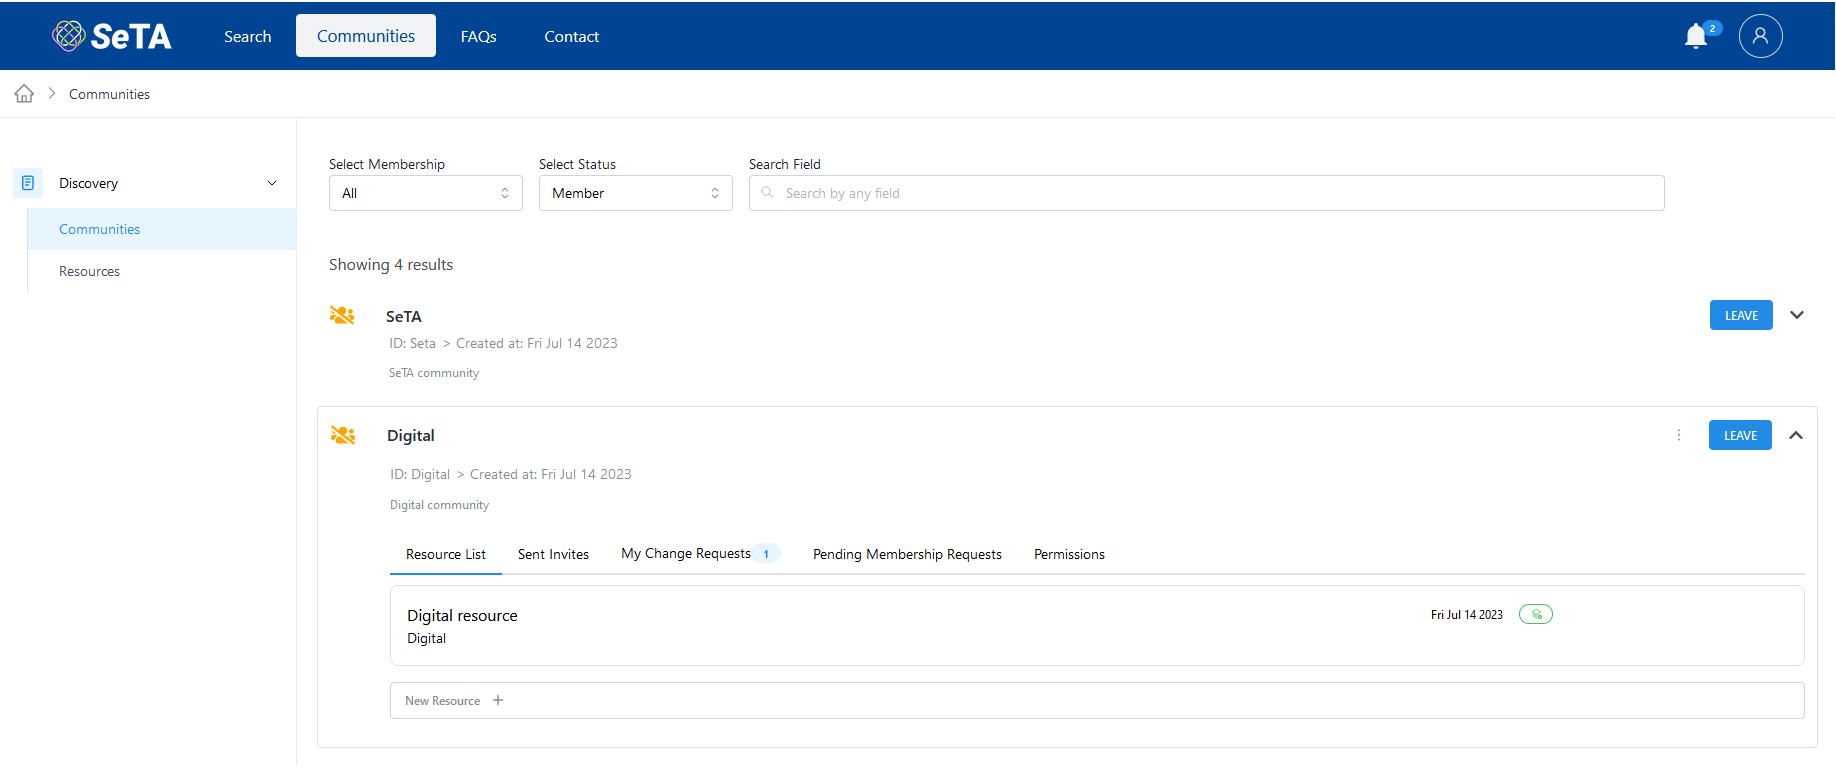 SeTA Search Communities FAQs Contact 2
Communities
Discovery
Communities
Resources
Select Membership Select Status Search Field
All Member Search by any field
Showing 4 results
SeTA LEAVE
ID: Seta > Created at: Fri Jul 14 2023
SeTA community
Digital LEAVE
ID: Digital > Created at: Fri Jul 14 2023
Digital community
Resource List Sent Invites My Change Requests 1 Pending Membership Requests Permissions
Digital resource Fri Jul 14 2023
Digital
New Resource +